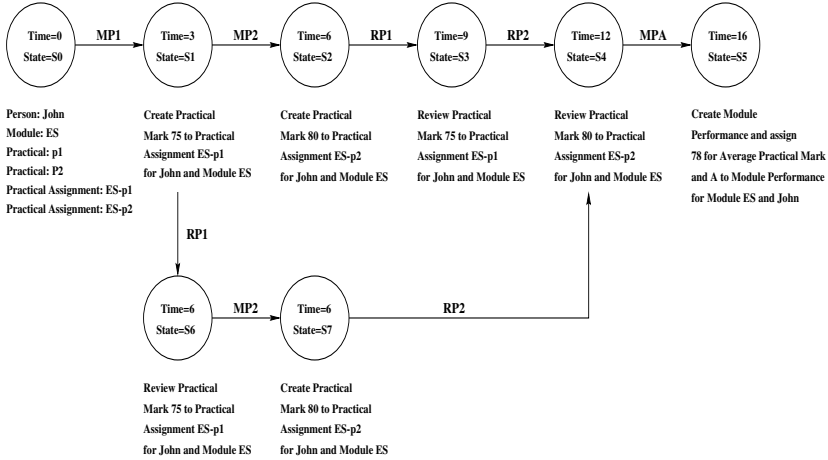 Time=0
State=S0
MP1
Time=3
State=S1
MP2
Time=6
State=S2
RP1
Time=9
State=S3
RP2
Time=12
State=S4
MPA
Time=16
State=S5
Person: John
Module: ES
Practical: p1
Practical: P2
Practical Assignment: ES-p1
Practical Assignment: ES-p2
Create Practical
Mark 75 to Practical
Assignment ES-p1
for John and Module ES
Create Practical
Mark 80 to Practical
Assignment ES-p2
for John and Module ES
Review Practical
Mark 75 to Practical
Assignment ES-p1
for John and Module ES
Review Practical
Mark 80 to Practical
Assignment ES-p2
for John and Module ES
Create Module
Performance and assign
78 for Average Practical Mark
and A to Module Performance
for Module ES and John
RP1
Time=6
State=S6
MP2
Time=6
State=S7
RP2
Review Practical
Mark 75 to Practical
Assignment ES-p1
for John and Module ES
Create Practical
Mark 80 to Practical
Assignment ES-p2
for John and Module ES